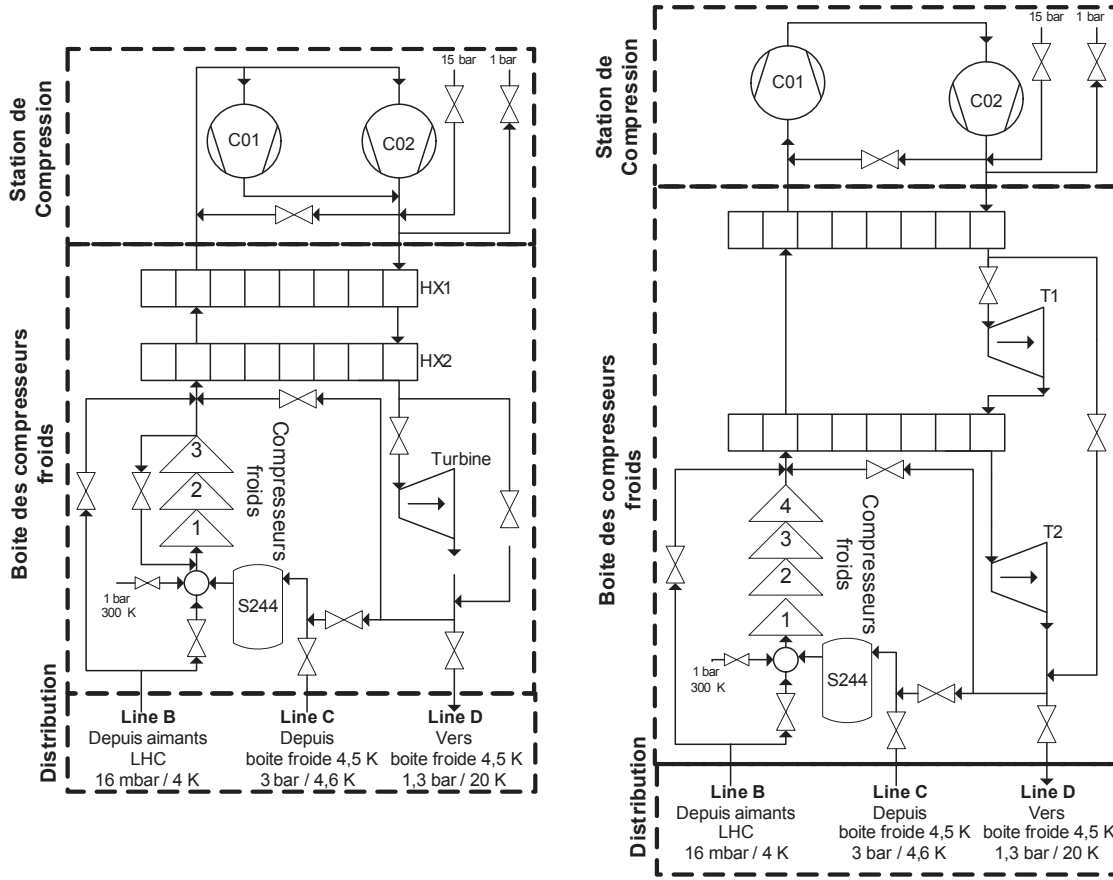 Station de
Compression
15 bar
1 bar
C01
C02
Boite des compresseurs
froids
HX1
HX2
3
2
1
Compresseurs
froids
Turbine
1 bar
300 K
S244
Distribution
Line B
Depuis aimants
LHC
16 mbar / 4 K
Line C
Depuis
boite froide 4,5 K
3 bar / 4,6 K
Line D
Vers
boite froide 4,5 K
1,3 bar / 20 K
Station de
Compression
15 bar
1 bar
C01
C02
Boite des compresseurs
froids
T1
4
3
2
1
Compresseurs
froids
T2
1 bar
300 K
S244
Distribution
Line B
Depuis aimants
LHC
16 mbar / 4 K
Line C
Depuis
boite froide 4,5 K
3 bar / 4,6 K
Line D
Vers
boite froide 4,5 K
1,3 bar / 20 K